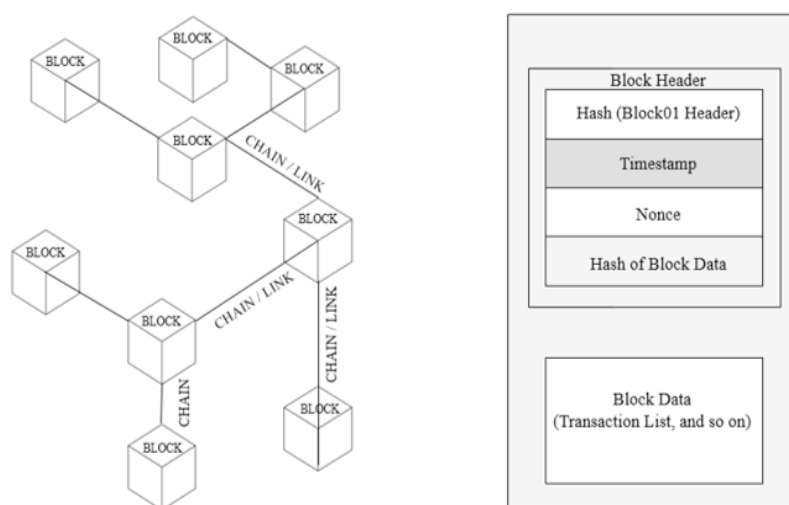 BLOCK
BLOCK
BLOCK
BLOCK
CHAIN / LINK
BLOCK
BLOCK
CHAIN / LINK
CHAIN / LINK
BLOCK
CHAIN
BLOCK
BLOCK
Block Header
Hash (Block01 Header)
Timestamp
Nonce
Hash of Block Data
Block Data
(Transaction List, and so on)